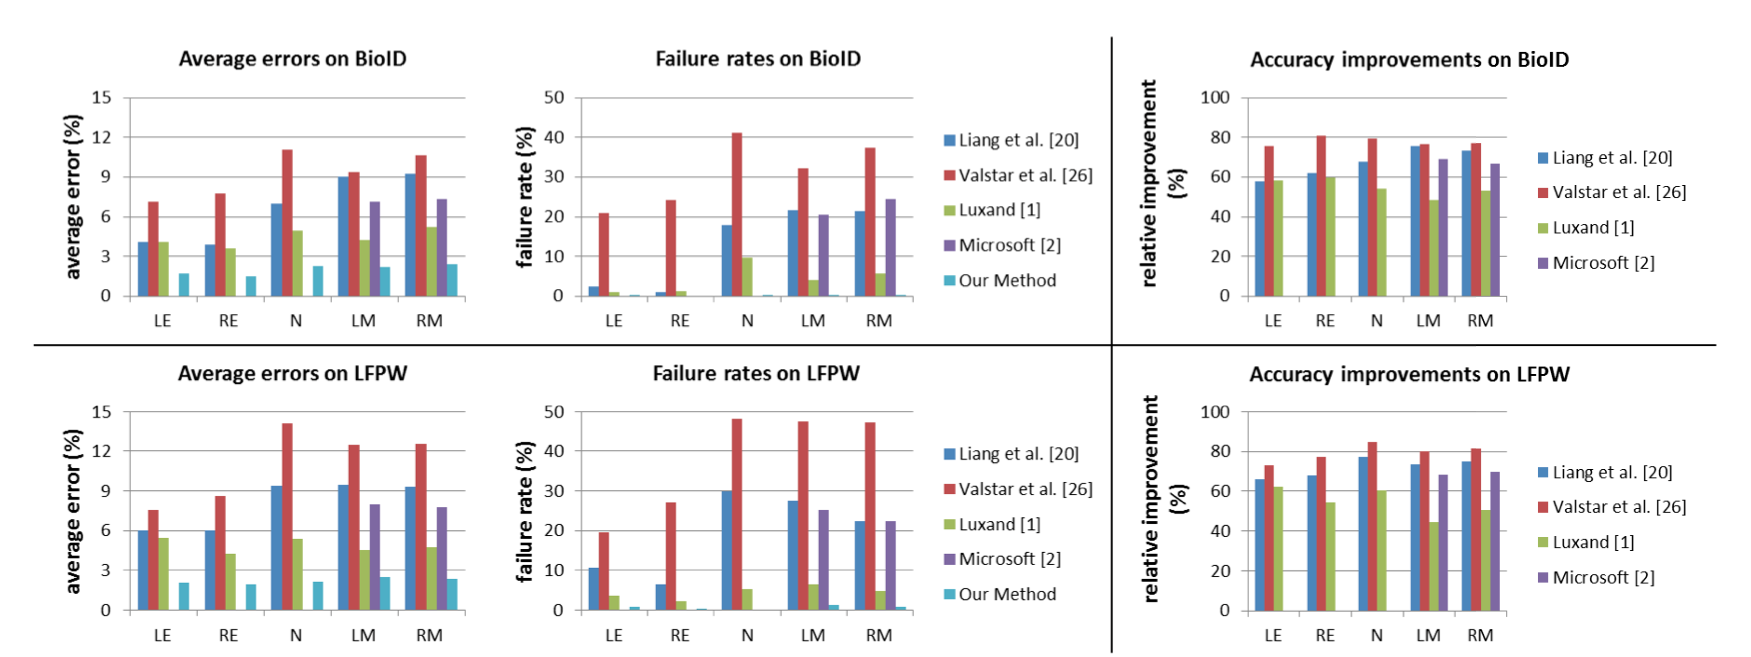 Average errors on BioID
average error (%)
15
12
9
6
3
0
LE RE N LM RM
Failure rates on BioID
failure rate (%)
50
40
30
20
10
0
LE RE N LM RM
Liang et al. [20]
Valstar et al. [26]
Luxand [1]
Microsoft [2]
Our Method
Accuracy improvements on BioID
relative improvement
(%)
100
80
60
40
20
0
LE RE N LM RM
Liang et al. [20]
Valstar et al. [26]
Luxand [1]
Microsoft [2]
Average errors on LFPW
average error (%)
15
12
9
6
3
0
LE RE N LM RM
Failure rates on LFPW
failure rate (%)
50
40
30
20
10
0
LE RE N LM RM
Liang et al. [20]
Valstar et al. [26]
Luxand [1]
Microsoft [2]
Our Method
Accuracy improvements on LFPW
relative improvement
(%)
100
80
60
40
20
0
LE RE N LM RM
Liang et al. [20]
Valstar et al. [26]
Luxand [1]
Microsoft [2]